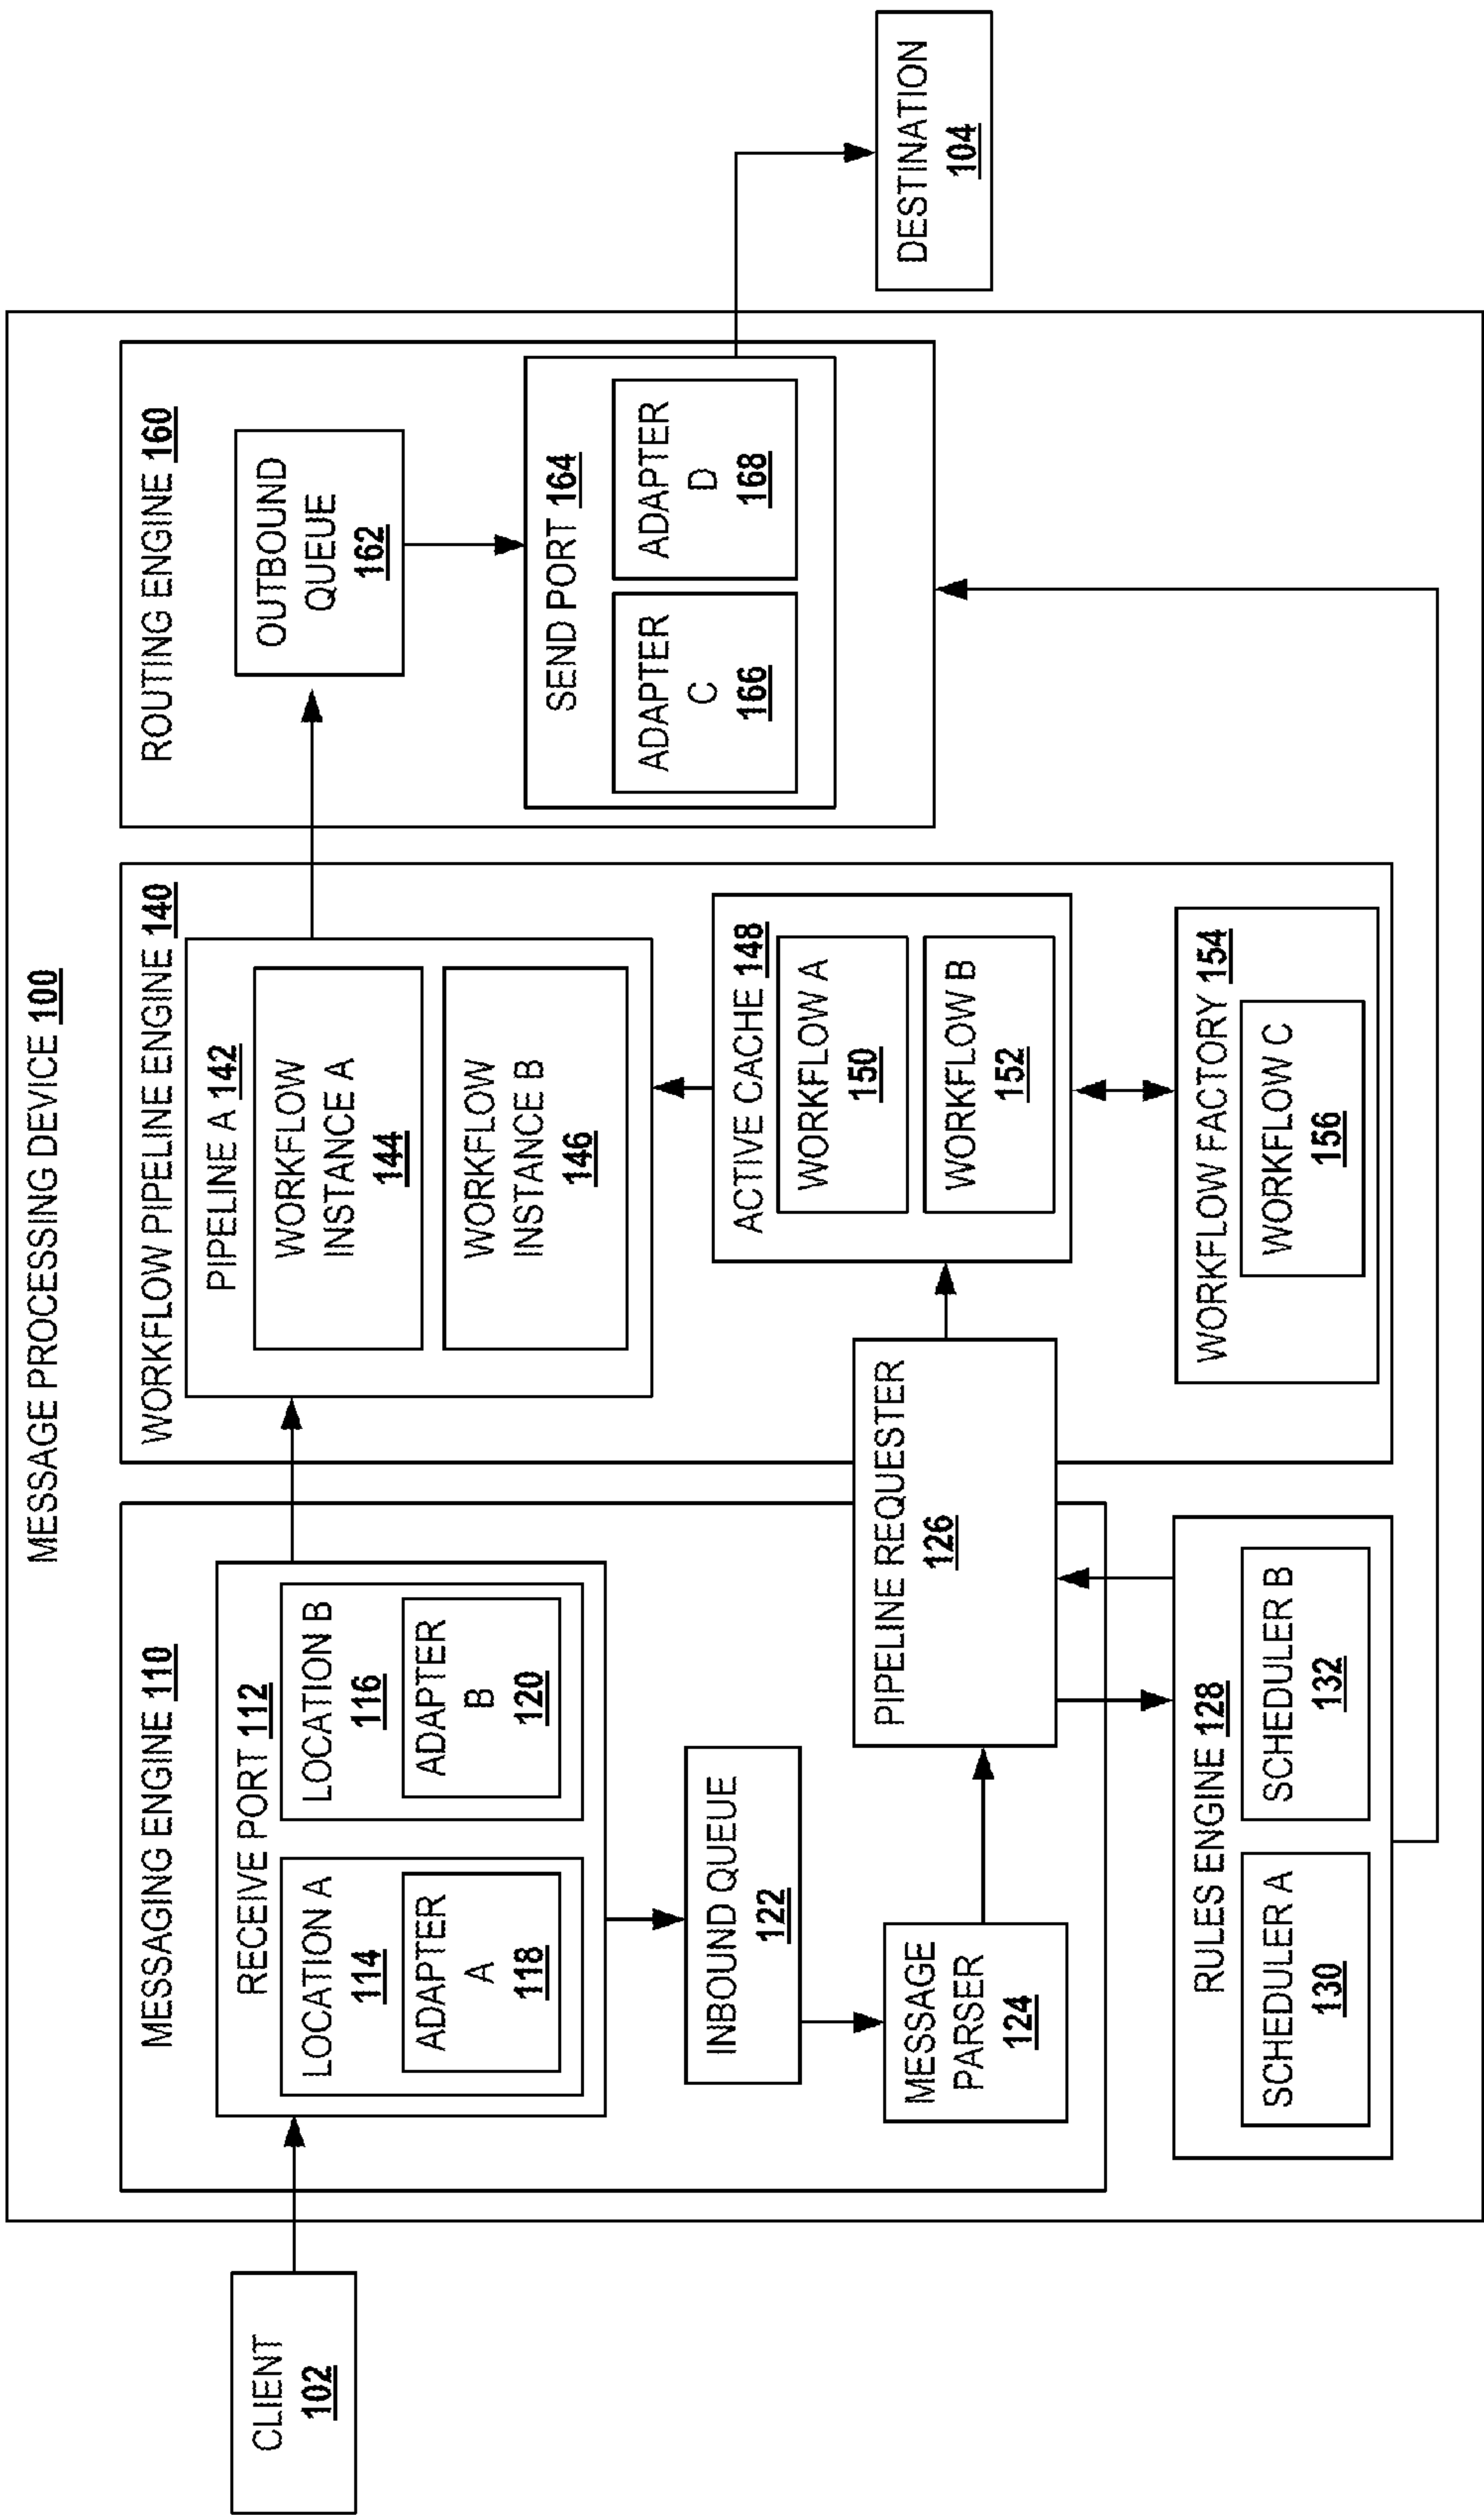 MESSAGE PROCESSING DEVICE 100
CLIENT
102
MESSAGING ENGINE 110
RECEIVE PORT 112
LOCATION A
114
ADAPTER
A
118
LOCATION B
116
ADAPTER
B
120
INBOUND QUEUE
122
MESSAGE
PARSER
124
PIPELINE REQUESTER
126
RULES ENGINE 128
SCHEDULER A
130
SCHEDULER B
132
WORKFLOW PIPELINE ENGINE 140
PIPELINE A 142
WORKFLOW
INSTANCE A
144
WORKFLOW
INSTANCE B
146
ACTIVE CACHE 148
WORKFLOW A
150
WORKFLOW B
152
WORKFLOW FACTORY 154
WORKFLOW C
156
ROUTING ENGINE 160
OUTBOUND
QUEUE
162
SEND PORT 164
ADAPTER
C
166
ADAPTER
D
168
DESTINATION
104